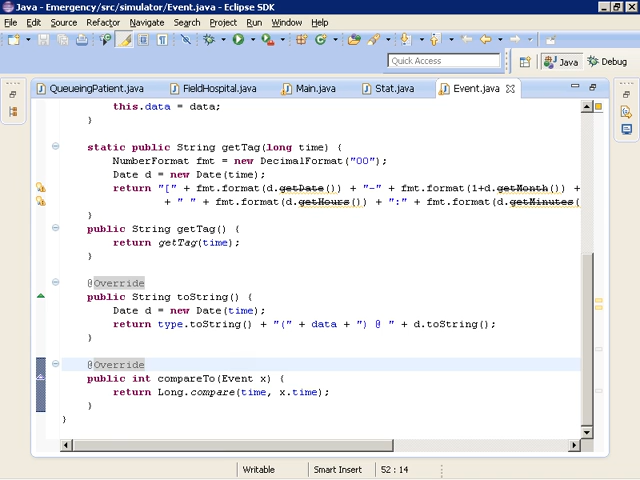 Java - Emergency/src/simulator/Event.java - Eclipse SDK
File Edit Source Refactor Navigate Search Project Run Window Help
Quick Access
Java Debug
QueueingPatient.java FieldHospital.java Main.java Stat.java Event.java
this.data = data;
}
static public String getTag(long time) {
NumberFormat fmt = new DecimalFormat("00");
Date d = new Date(time);
return "[" + fmt.format(d.getDate()) + "-" + fmt.format(1+d.getMonth()) +
+ " " + fmt.format(d.getHours()) + ":" + fmt.format(d.getMinutes(
}
public String getTag() {
return getTag(time);
}
@Override
public String toString() {
Date d = new Date(time);
return type.toString() + "(" + data + ") @ " + d.toString();
}
@Override
public int compareTo(Event x) {
return Long.compare(time, x.time);
}
}
Writable Smart Insert 52 : 14